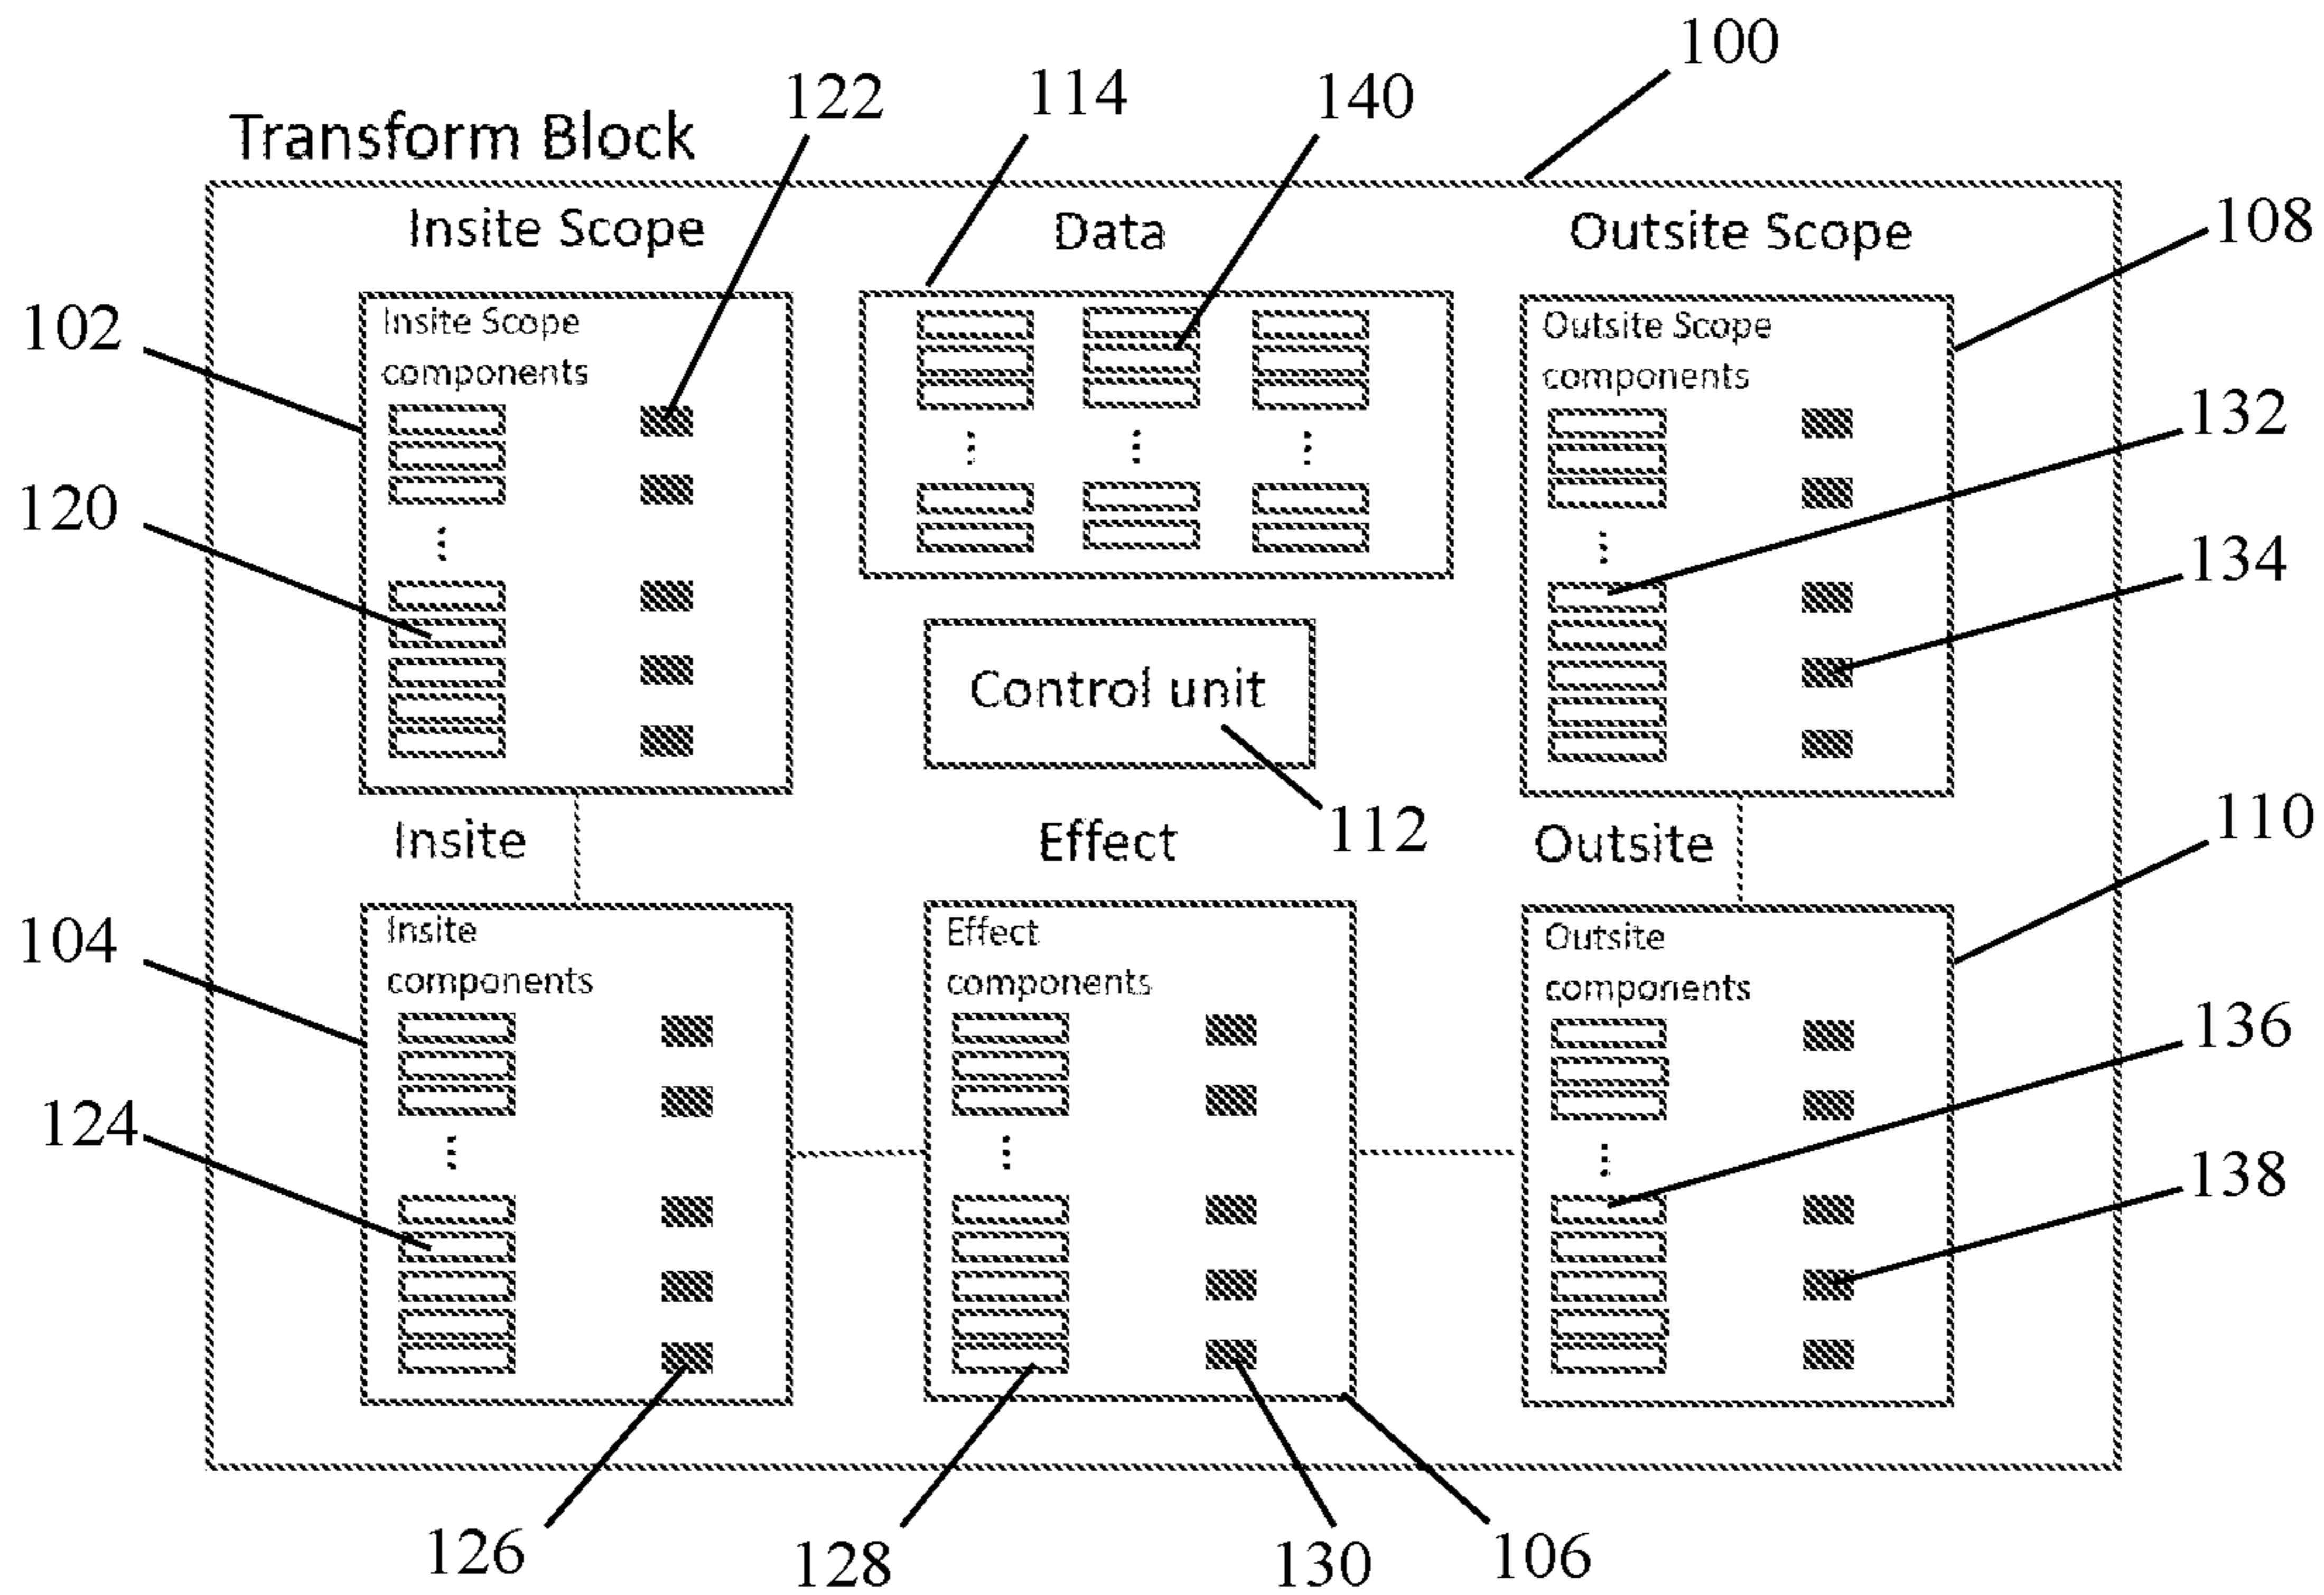 100
122
114
140
Transform Block
Insite Scope
Data
Outsite Scope
108
102
Insite Scope
components
Outsite Scope
components
132
120
134
Control unit
112
110
Insite
Effect
Outsite
104
Insite
components
Effect
components
Outsite
components
136
124
138
126
128
130
106